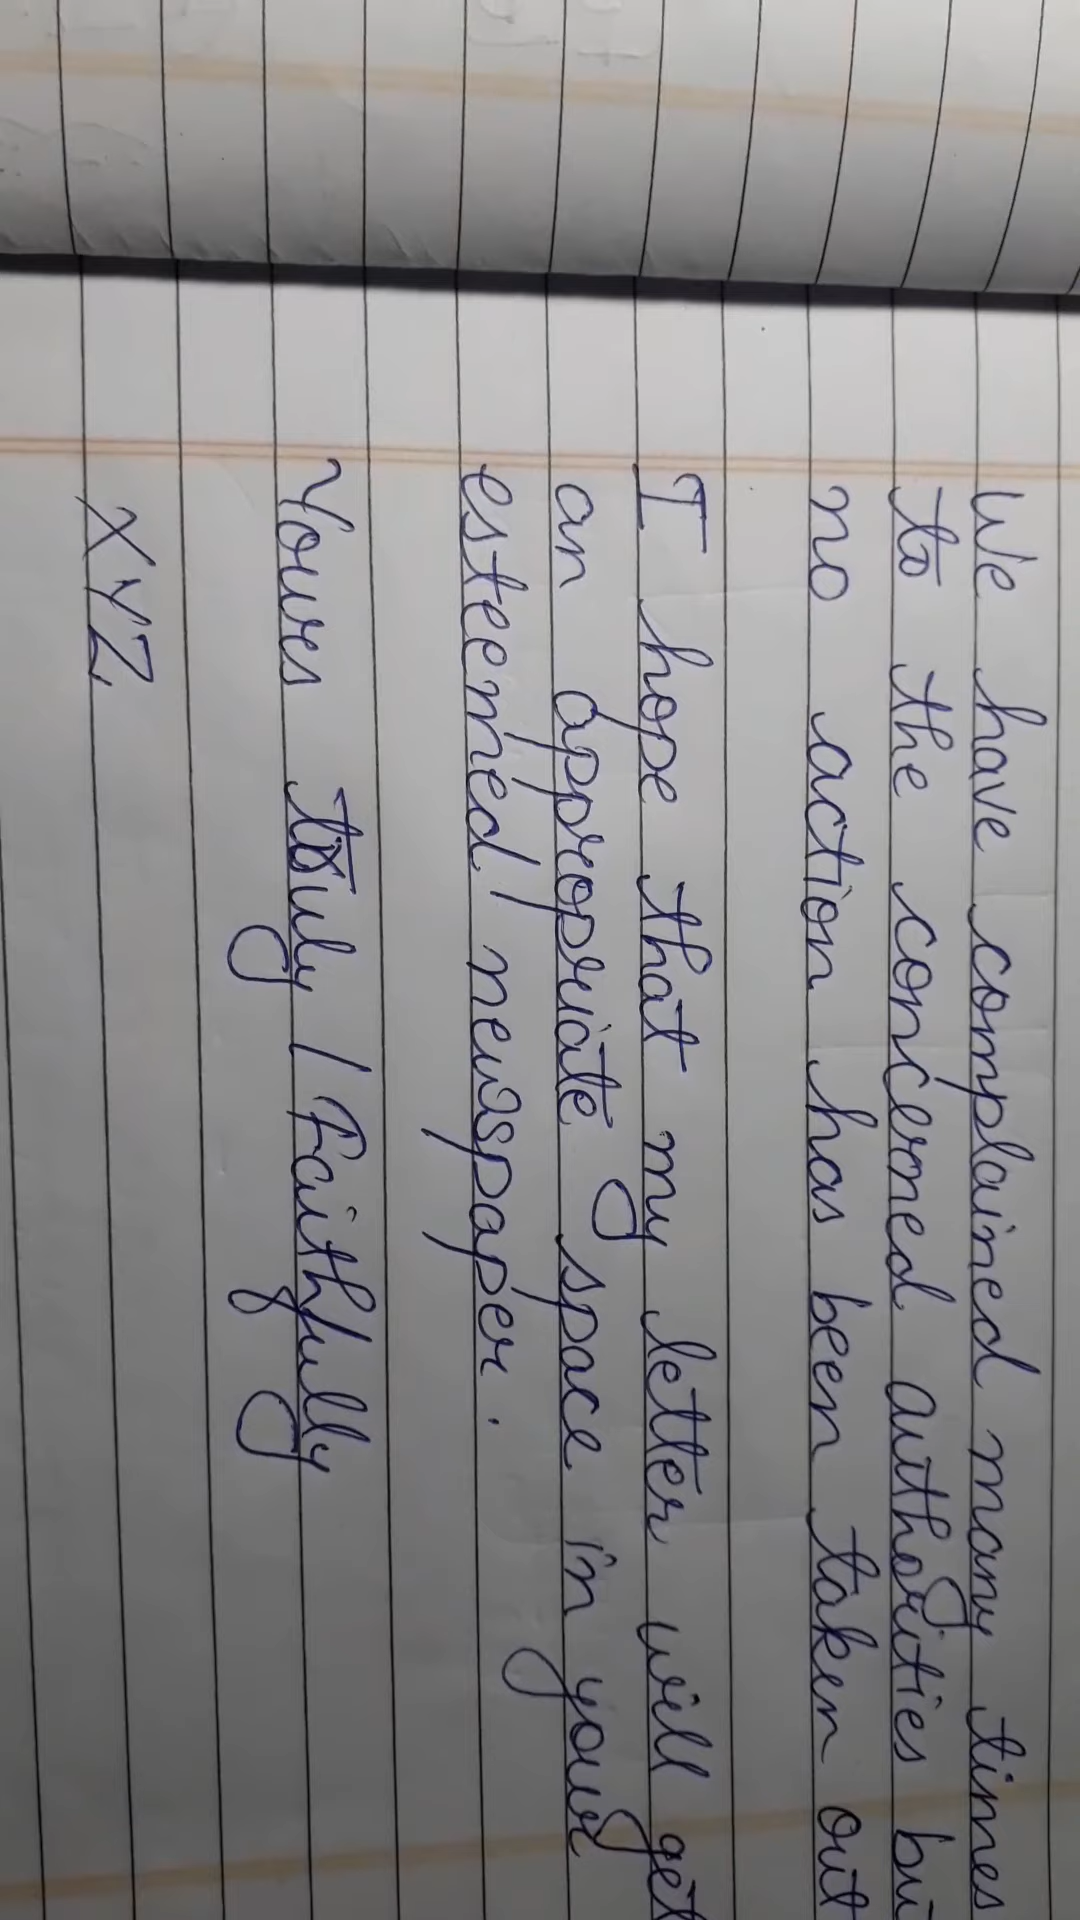 We have complained many times
to the concerned authorities but
no action has been taken out
I hope that my letter will get
an appropriate space in your
esteemed newspaper.
Yours truly / Faithfully
XYZ